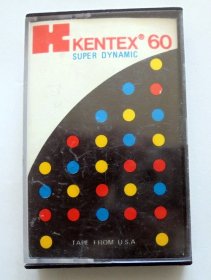 KENTEX® 60
SUPER DYNAMIC
TAPE FROM U.S.A.